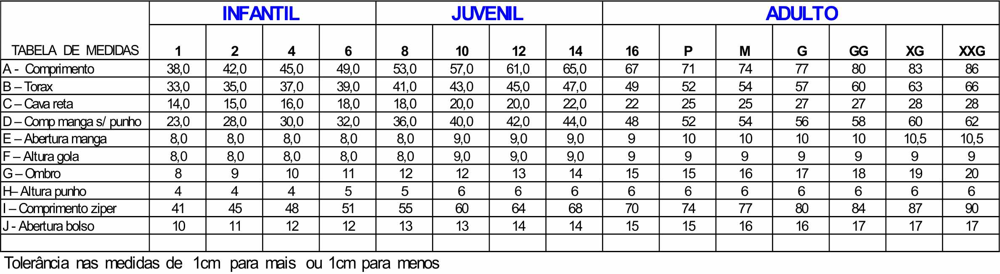 INFANTIL JUVENIL ADULTO
TABELA DE MEDIDAS 1 2 4 6 8 10 12 14 16 P M G GG XG XXG
A - Comprimento 38,0 42,0 45,0 49,0 53,0 57,0 61,0 65,0 67 71 74 77 80 83 86
B – Torax 33,0 35,0 37,0 39,0 41,0 43,0 45,0 47,0 49 52 54 57 60 63 66
C – Cava reta 14,0 15,0 16,0 18,0 18,0 20,0 20,0 22,0 22 25 25 27 27 28 28
D – Comp manga s/ punho 23,0 28,0 30,0 32,0 36,0 40,0 42,0 44,0 48 52 54 56 58 60 62
E – Abertura manga 8,0 8,0 8,0 8,0 8,0 9,0 9,0 9,0 9 10 10 10 10 10,5 10,5
F – Altura gola 8,0 8,0 8,0 8,0 8,0 9,0 9,0 9,0 9 9 9 9 9 9 9
G – Ombro 8 9 10 11 12 12 13 14 15 15 16 17 18 19 20
H– Altura punho 4 4 4 5 5 6 6 6 6 6 6 6 6 6 6
I – Comprimento ziper 41 45 48 51 55 60 64 68 70 74 77 80 84 87 90
J - Abertura bolso 10 11 12 12 13 13 14 14 15 15 16 16 17 17 17
Tolerância nas medidas de 1cm para mais ou 1cm para menos